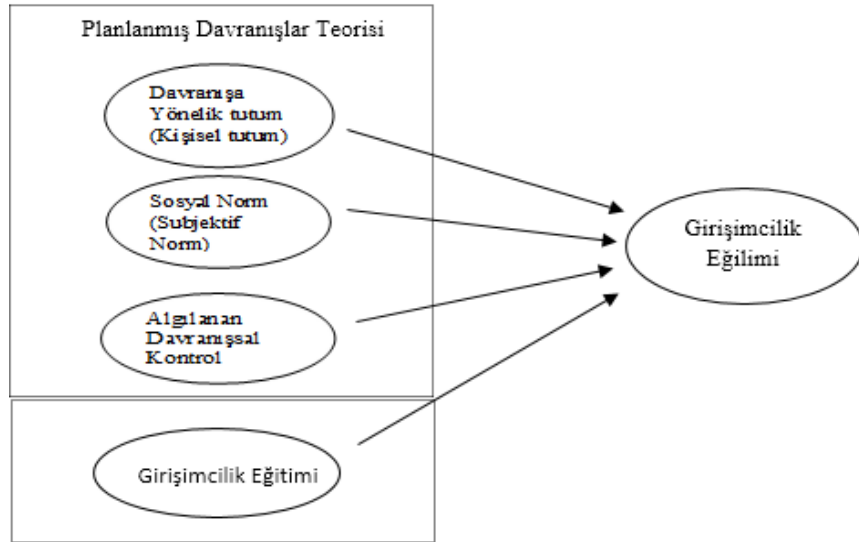 Planlanmış Davranışlar Teorisi
Davranışa
Yönelik tutum
(Kişisel tutum)
Sosyal Norm
(Subjektif
Norm)
Algılanan
Davranışsal
Kontrol
Girişimcilik Eğitimi
Girişimcilik
Eğilimi